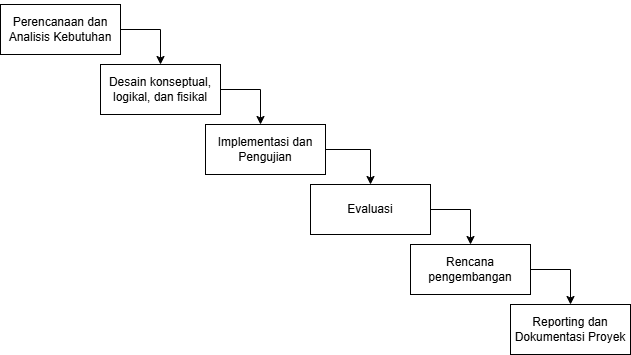 Perencanaan dan
Analisis Kebutuhan
Desain konseptual,
logikal, dan fisikal
Implementasi dan
Pengujian
Evaluasi
Rencana
pengembangan
Reporting dan
Dokumentasi Proyek